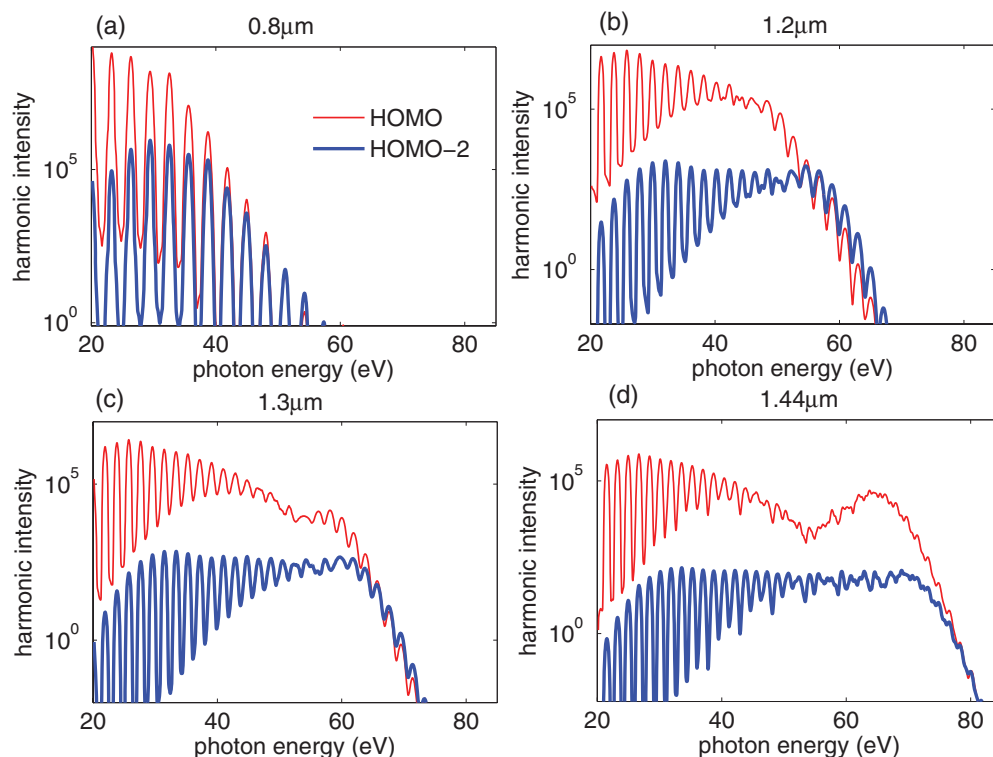 (a) 0.8μm
harmonic intensity
10^5
10^0
HOMO
HOMO−2
20 40 60 80
photon energy (eV)
(b) 1.2μm
harmonic intensity
10^5
10^0
20 40 60 80
photon energy (eV)
(c) 1.3μm
harmonic intensity
10^5
10^0
20 40 60 80
photon energy (eV)
(d) 1.44μm
harmonic intensity
10^5
10^0
20 40 60 80
photon energy (eV)